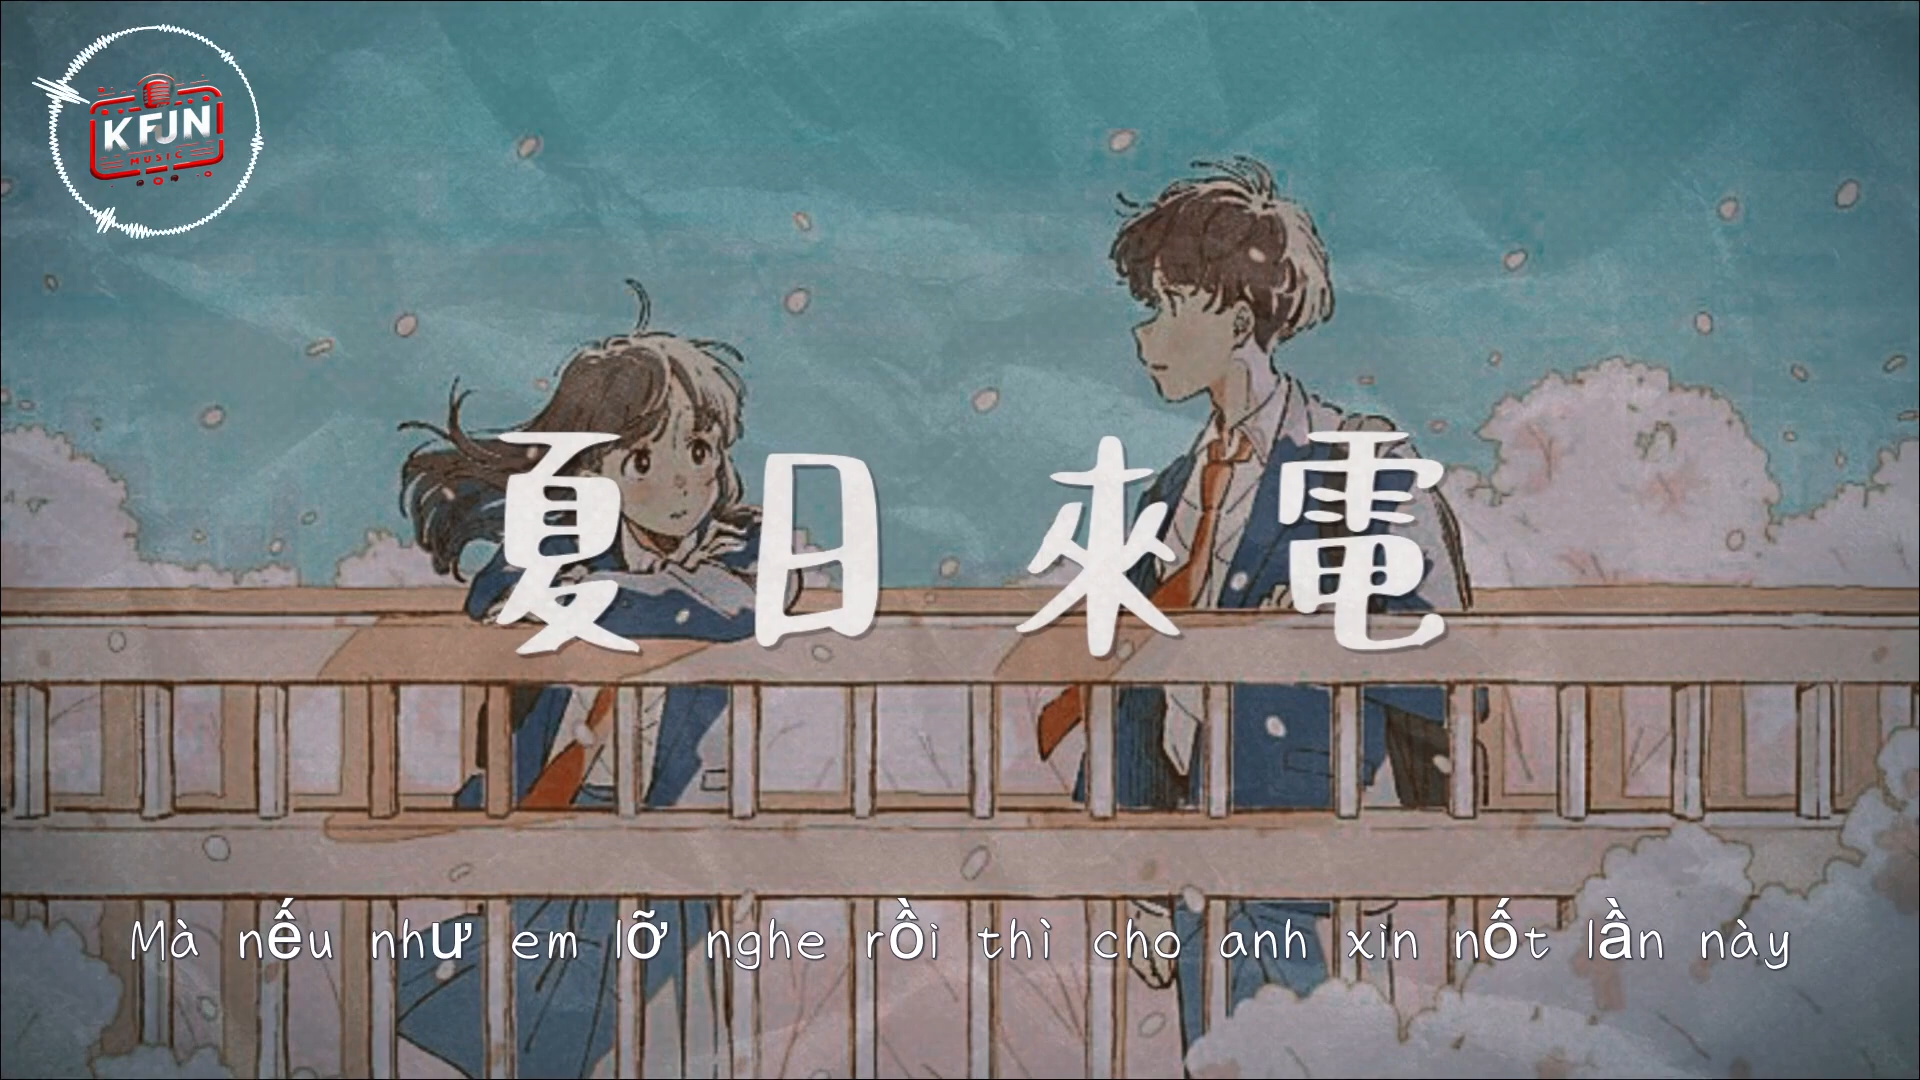 KFJN
MUSIC
夏日來電
Mà nếu như em lỡ nghe rồi thì cho anh xin nốt lần này